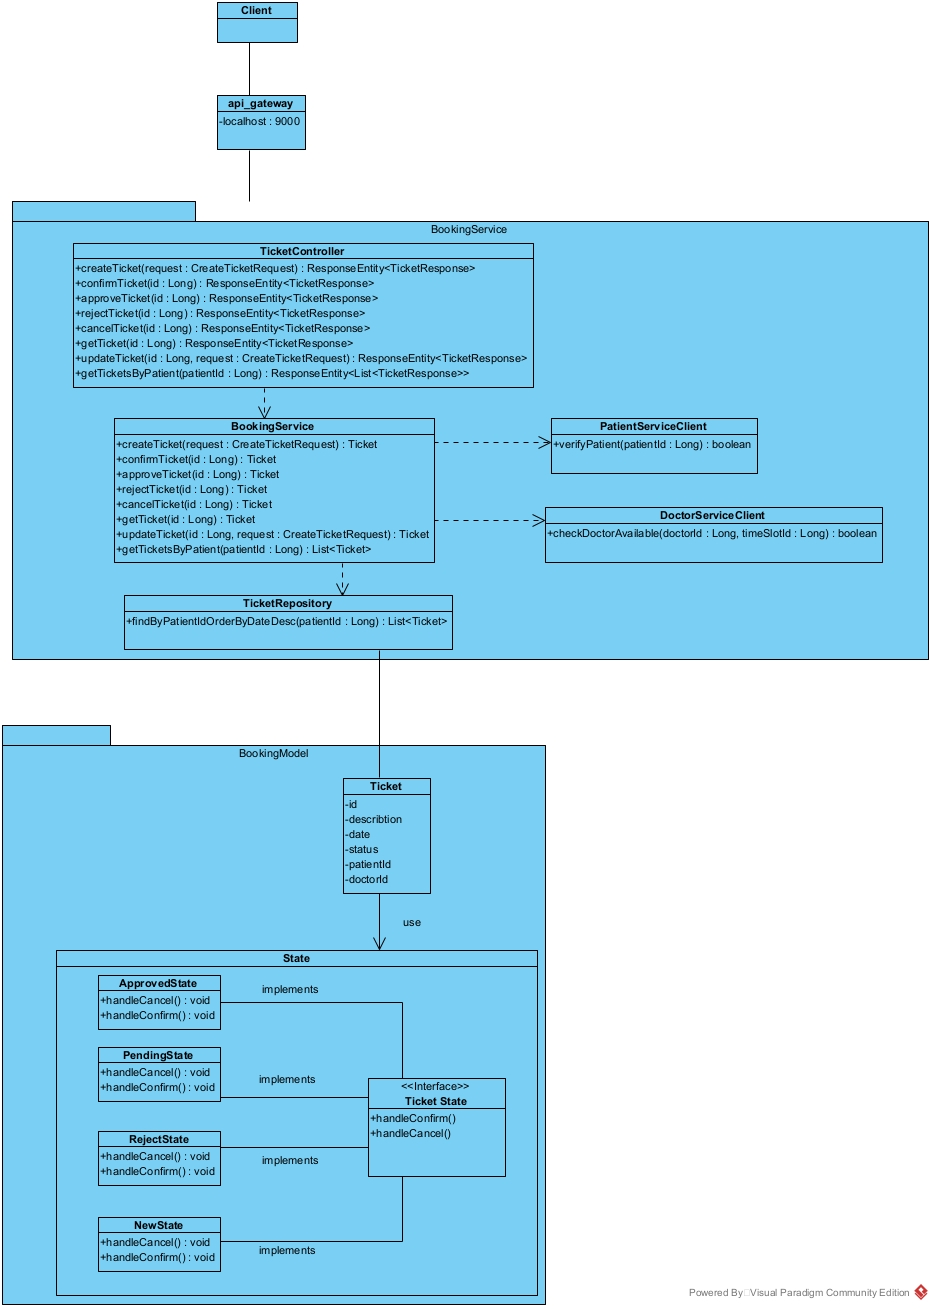 Client
api_gateway
-localhost : 9000
BookingService
TicketController
+createTicket(request : CreateTicketRequest) : ResponseEntity<TicketResponse>
+confirmTicket(id : Long) : ResponseEntity<TicketResponse>
+approveTicket(id : Long) : ResponseEntity<TicketResponse>
+rejectTicket(id : Long) : ResponseEntity<TicketResponse>
+cancelTicket(id : Long) : ResponseEntity<TicketResponse>
+getTicket(id : Long) : ResponseEntity<TicketResponse>
+updateTicket(id : Long, request : CreateTicketRequest) : ResponseEntity<TicketResponse>
+getTicketsByPatient(patientId : Long) : ResponseEntity<List<TicketResponse>>
BookingService
+createTicket(request : CreateTicketRequest) : Ticket
+confirmTicket(id : Long) : Ticket
+approveTicket(id : Long) : Ticket
+rejectTicket(id : Long) : Ticket
+cancelTicket(id : Long) : Ticket
+getTicket(id : Long) : Ticket
+updateTicket(id : Long, request : CreateTicketRequest) : Ticket
+getTicketsByPatient(patientId : Long) : List<Ticket>
PatientServiceClient
+verifyPatient(patientId : Long) : boolean
DoctorServiceClient
+checkDoctorAvailable(doctorId : Long, timeSlotId : Long) : boolean
TicketRepository
+findByPatientIdOrderByDateDesc(patientId : Long) : List<Ticket>
BookingModel
Ticket
-id
-describtion
-date
-status
-patientId
-doctorId
use
State
ApprovedState
+handleCancel() : void
+handleConfirm() : void
implements
PendingState
+handleCancel() : void
+handleConfirm() : void
implements
<<Interface>>
Ticket State
+handleConfirm()
+handleCancel()
RejectState
+handleCancel() : void
+handleConfirm() : void
implements
NewState
+handleCancel() : void
+handleConfirm() : void
implements
Powered By Visual Paradigm Community Edition